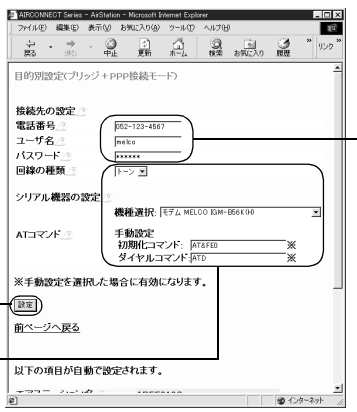 AIRCONNECT Series - AirStation - Microsoft Internet Explorer
ファイル(F) 編集(E) 表示(V) お気に入り(A) ツール(T) ヘルプ(H)
戻る 進む 中止 更新 ホーム 検索 お気に入り 履歴 » リンク »
目的別設定(ブリッジ+PPP接続モード)
接続先の設定 ?
電話番号 ? 052-123-4567
ユーザ名 ? melco
パスワード ? ******
回線の種類 ? トーン
シリアル機器の設定 ?
機種選択: モデム MELCO IGM-B56K(H)
ATコマンド ? 手動設定
初期化コマンド: AT&FE0 ※
ダイヤルコマンド: ATD ※
※手動設定を選択した場合に有効になります。
設定
前ページへ戻る
以下の項目が自動で設定されます。
インターネット